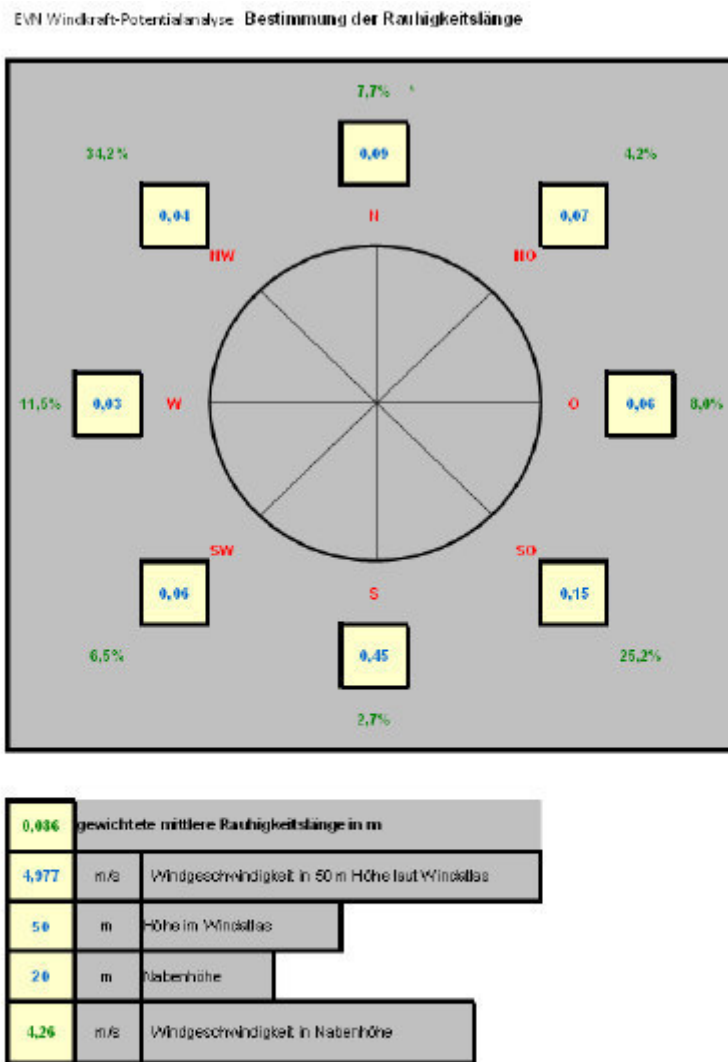 EVN Windkraft-Potentialanalyse Bestimmung der Rauhigkeitslänge
7,7% *
0,09
N
34,2%
0,04
NW
4,2%
0,07
NO
11,5% 0,03 W
O 0,06 8,0%
SW
0,06
6,5%
SO
0,15
25,2%
S
0,45
2,7%
0,086 gewichtete mittlere Rauhigkeitslänge in m
4,977 m/s Windgeschwindigkeit in 50 m Höhe laut Windatlas
50 m Höhe im Windatlas
20 m Nabenhöhe
4,26 m/s Windgeschwindigkeit in Nabenhöhe